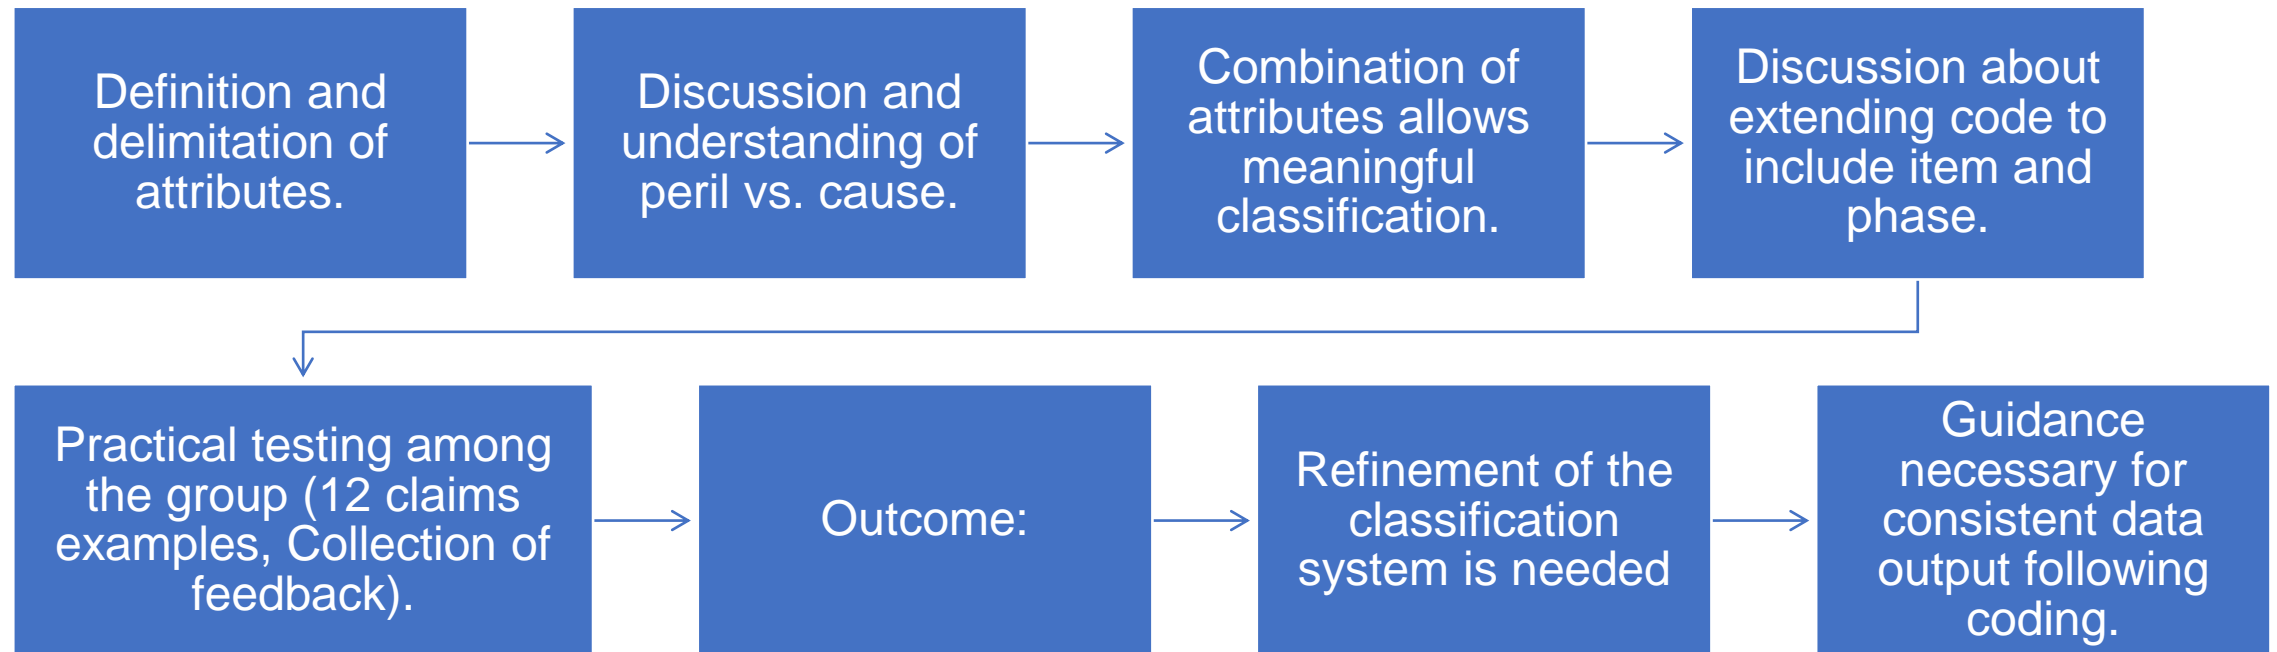 Definition and
delimitation of
attributes.
Discussion and
understanding of
peril vs. cause.
Combination of
attributes allows
meaningful
classification.
Discussion about
extending code to
include item and
phase.
Practical testing among
the group (12 claims
examples, Collection of
feedback).
Outcome:
Refinement of the
classification
system is needed
Guidance
necessary for
consistent data
output following
coding.